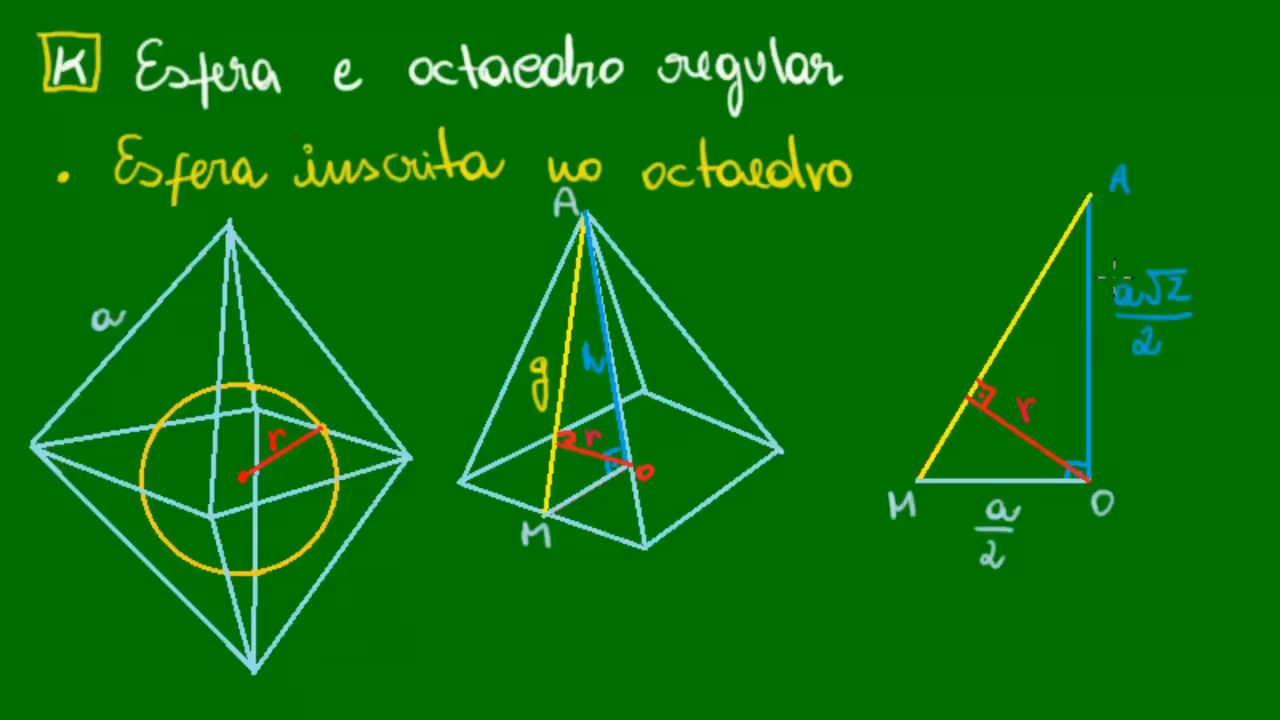 K Esfera e octaedro regular
. Esfera inscrita no octaedro
a
r
A
g
h
r
O
M
A
a√2
2
r
M
O
a
2